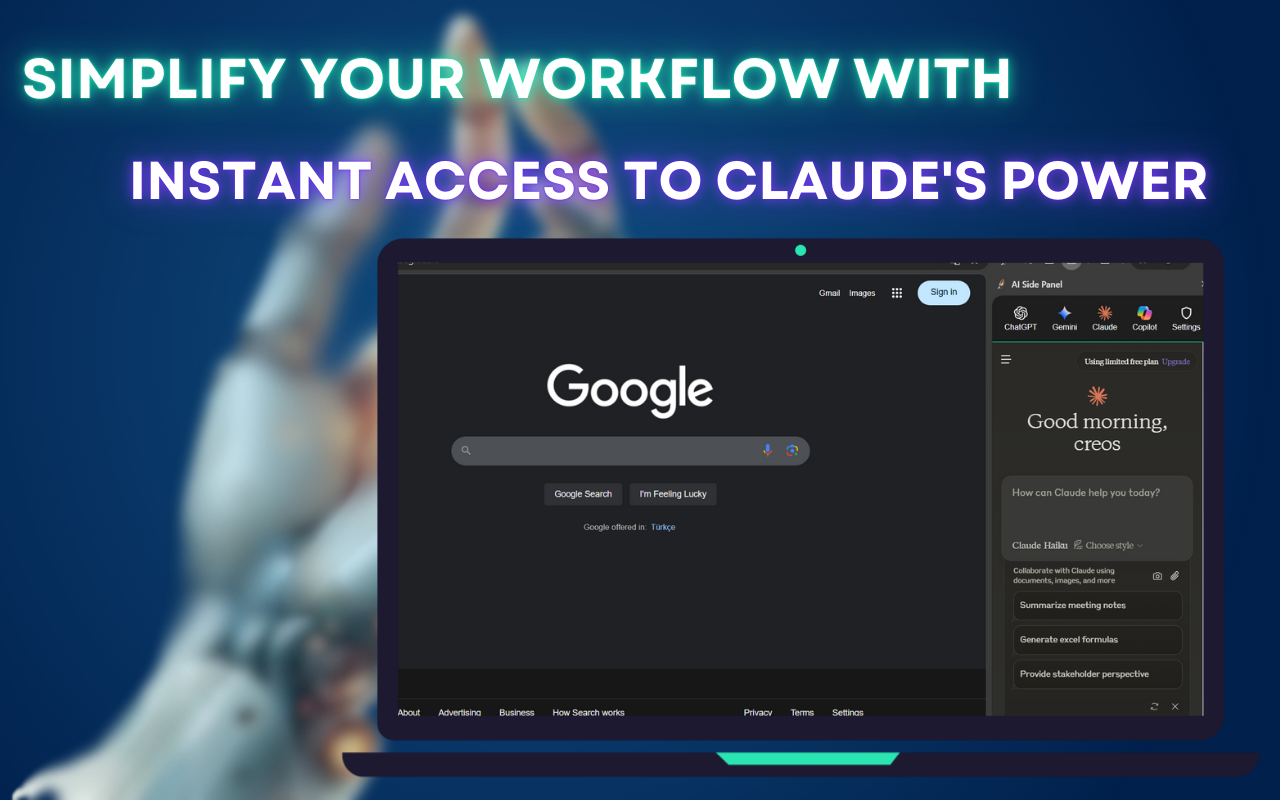 SIMPLIFY YOUR WORKFLOW WITH
INSTANT ACCESS TO CLAUDE'S POWER
AI Side Panel
Gmail Images Sign in
ChatGPT Gemini Claude Copilot Settings
Using limited free plan Upgrade
Google
Good morning,
creos
How can Claude help you today?
Claude Haiku Choose style
Google Search I'm Feeling Lucky
Google offered in: Türkçe
Collaborate with Claude using
documents, images, and more
Summarize meeting notes
Generate excel formulas
Provide stakeholder perspective
About Advertising Business How Search works Privacy Terms Settings